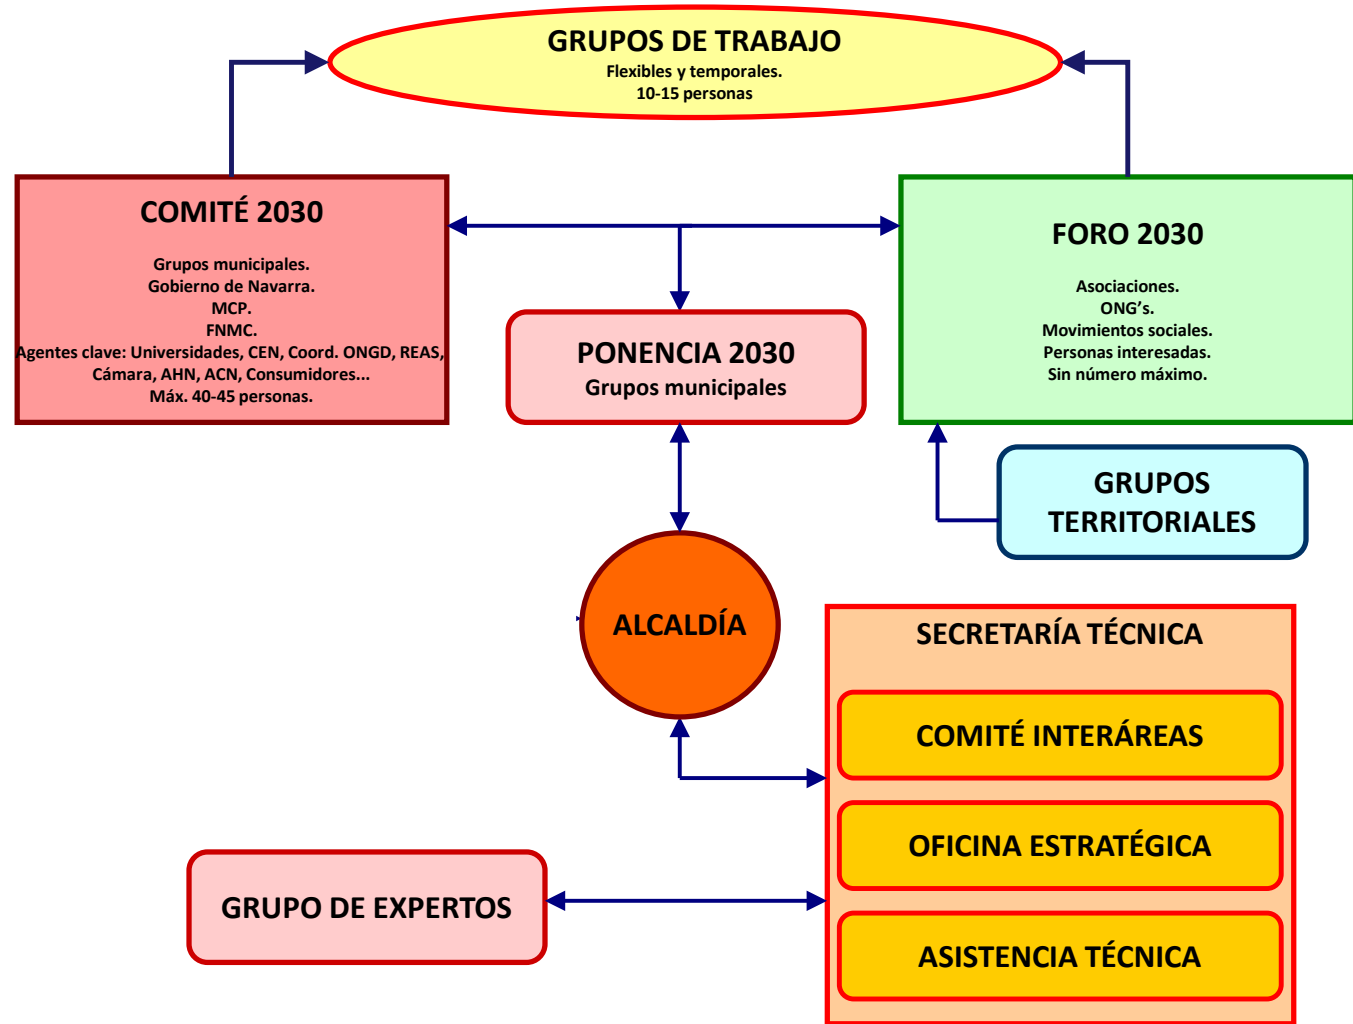 GRUPOS DE TRABAJO
Flexibles y temporales.
10-15 personas
COMITÉ 2030
Grupos municipales.
Gobierno de Navarra.
MCP.
FNMC.
Agentes clave: Universidades, CEN, Coord. ONGD, REAS,
Cámara, AHN, ACN, Consumidores...
Máx. 40-45 personas.
FORO 2030
Asociaciones.
ONG’s.
Movimientos sociales.
Personas interesadas.
Sin número máximo.
PONENCIA 2030
Grupos municipales
GRUPOS
TERRITORIALES
ALCALDÍA
SECRETARÍA TÉCNICA
COMITÉ INTERÁREAS
OFICINA ESTRATÉGICA
ASISTENCIA TÉCNICA
GRUPO DE EXPERTOS